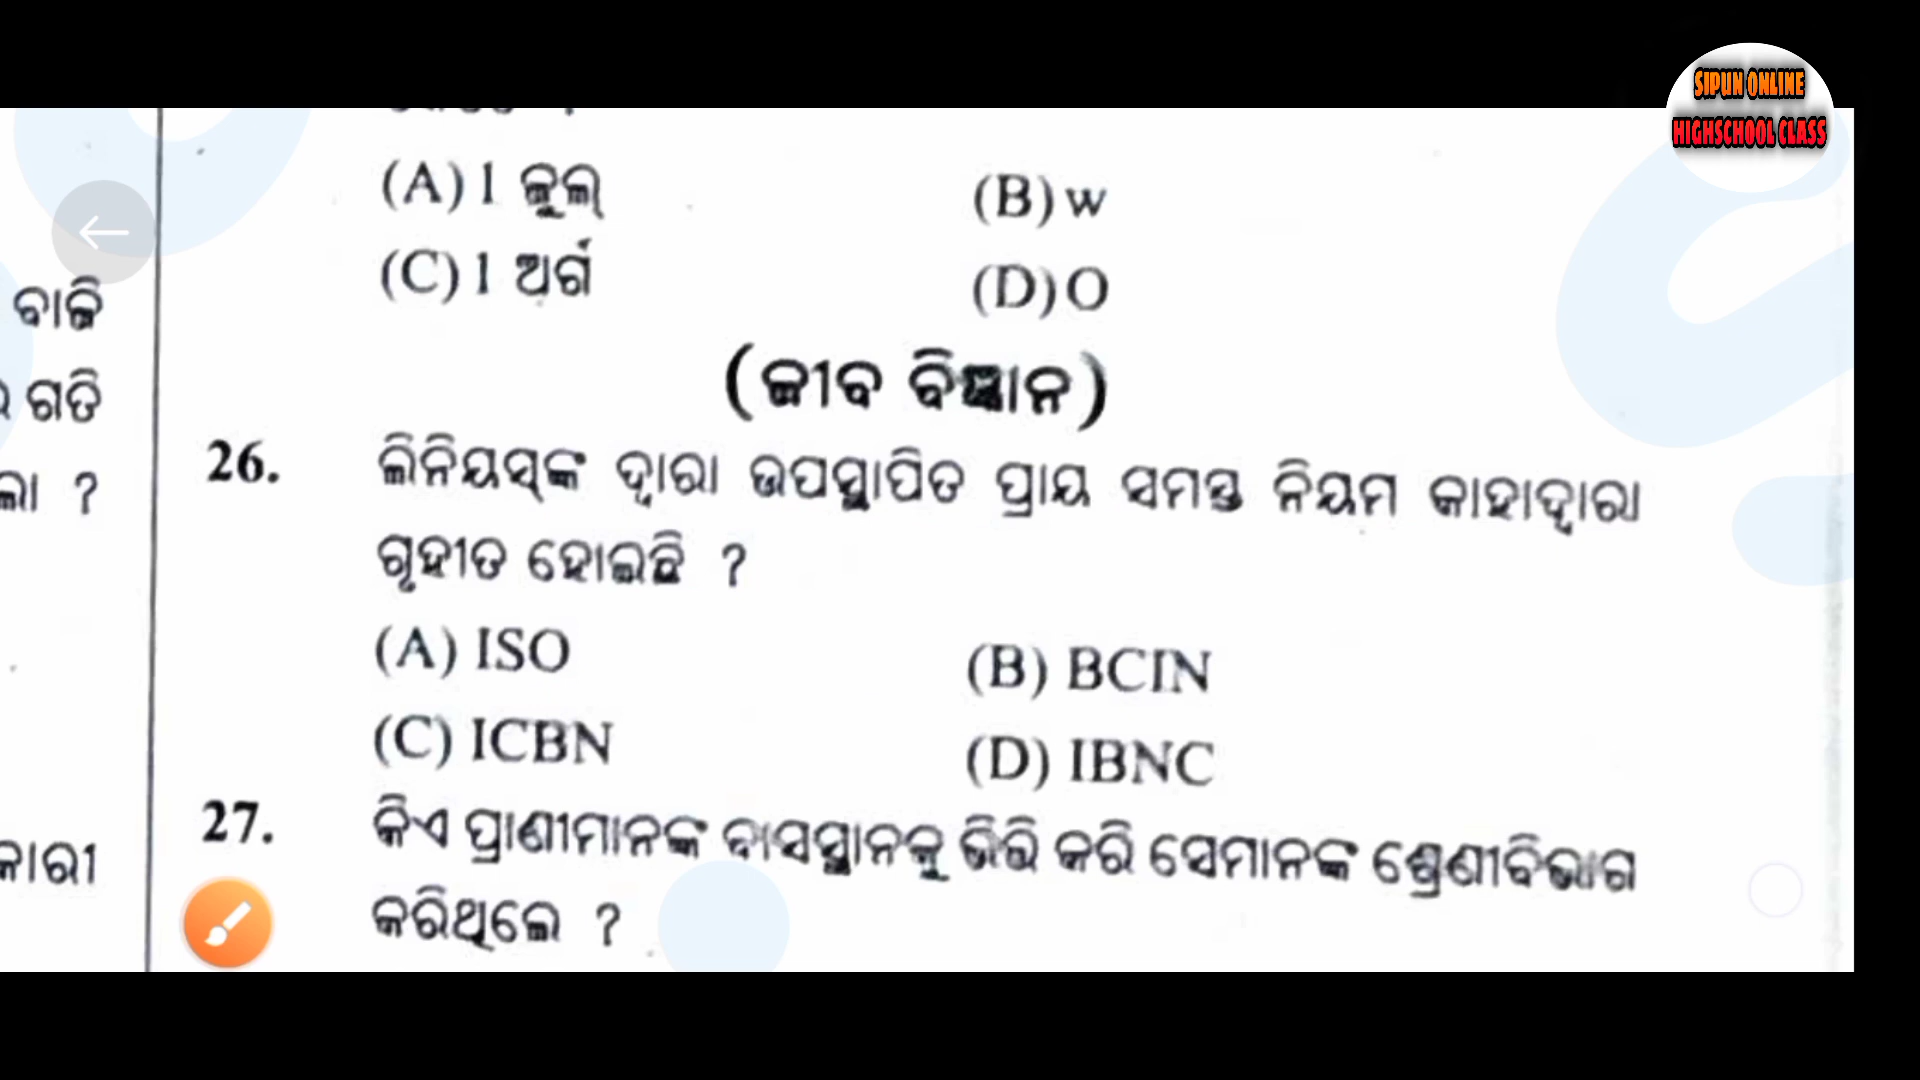 SIPUN ONLINE
HIGHSCHOOL CLASS
(A) 1 ଜୁଲ୍
(B) w
(C) 1 ଅର୍ଗ
(D) O
ବାଜି
ଗତି
?
କାରୀ
(ଜୀବ ବିଜ୍ଞାନ)
26. ଲିନିୟସ୍‌ଙ୍କ ଦ୍ୱାରା ଉପସ୍ଥାପିତ ପ୍ରାୟ ସମସ୍ତ ନିୟମ କାହାଦ୍ୱାରା
ଗୃହୀତ ହୋଇଛି ?
(A) ISO
(B) BCIN
(C) ICBN
(D) IBNC
27. କିଏ ପ୍ରାଣୀମାନଙ୍କ ବାସସ୍ଥାନକୁ ଭିତ୍ତି କରି ସେମାନଙ୍କ ଶ୍ରେଣୀବିଭାଗ
କରିଥିଲେ ?